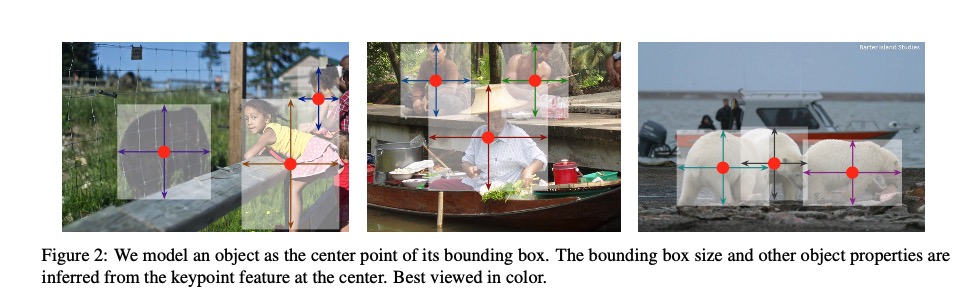 Barter Island Studies
Figure 2: We model an object as the center point of its bounding box. The bounding box size and other object properties are
inferred from the keypoint feature at the center. Best viewed in color.